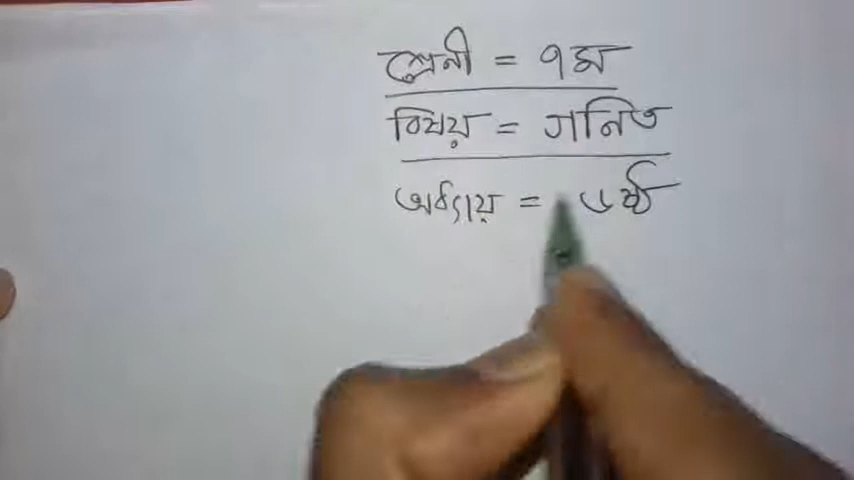 শ্রেনী = ৭ম
বিষয় = গনিত
অধ্যায় = ৬ষ্ঠ